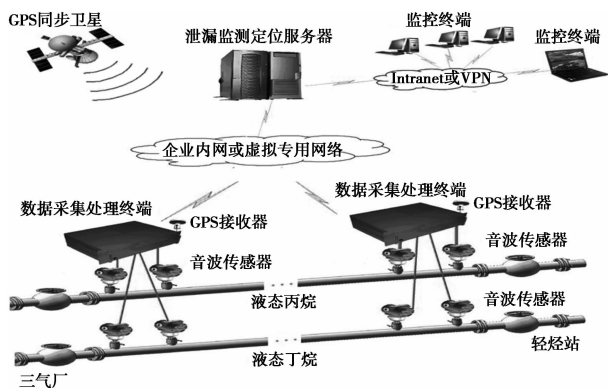 GPS同步卫星
泄漏监测定位服务器
监控终端
监控终端
Intranet或VPN
企业内网或虚拟专用网络
数据采集处理终端
GPS接收器
音波传感器
数据采集处理终端
GPS接收器
音波传感器
液态丙烷
音波传感器
液态丁烷
三气厂
轻烃站